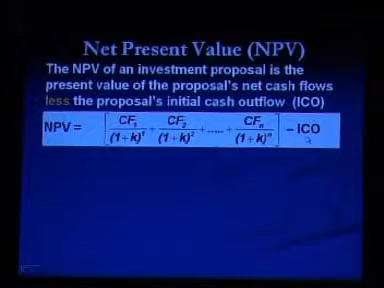 Net Present Value (NPV)
The NPV of an investment proposal is the
present value of the proposal's net cash flows
less the proposal's initial cash outflow (ICO)
NPV = [ CF1 / (1+k)^1 + CF2 / (1+k)^2 + ..... + CFn / (1+k)^n ] – ICO